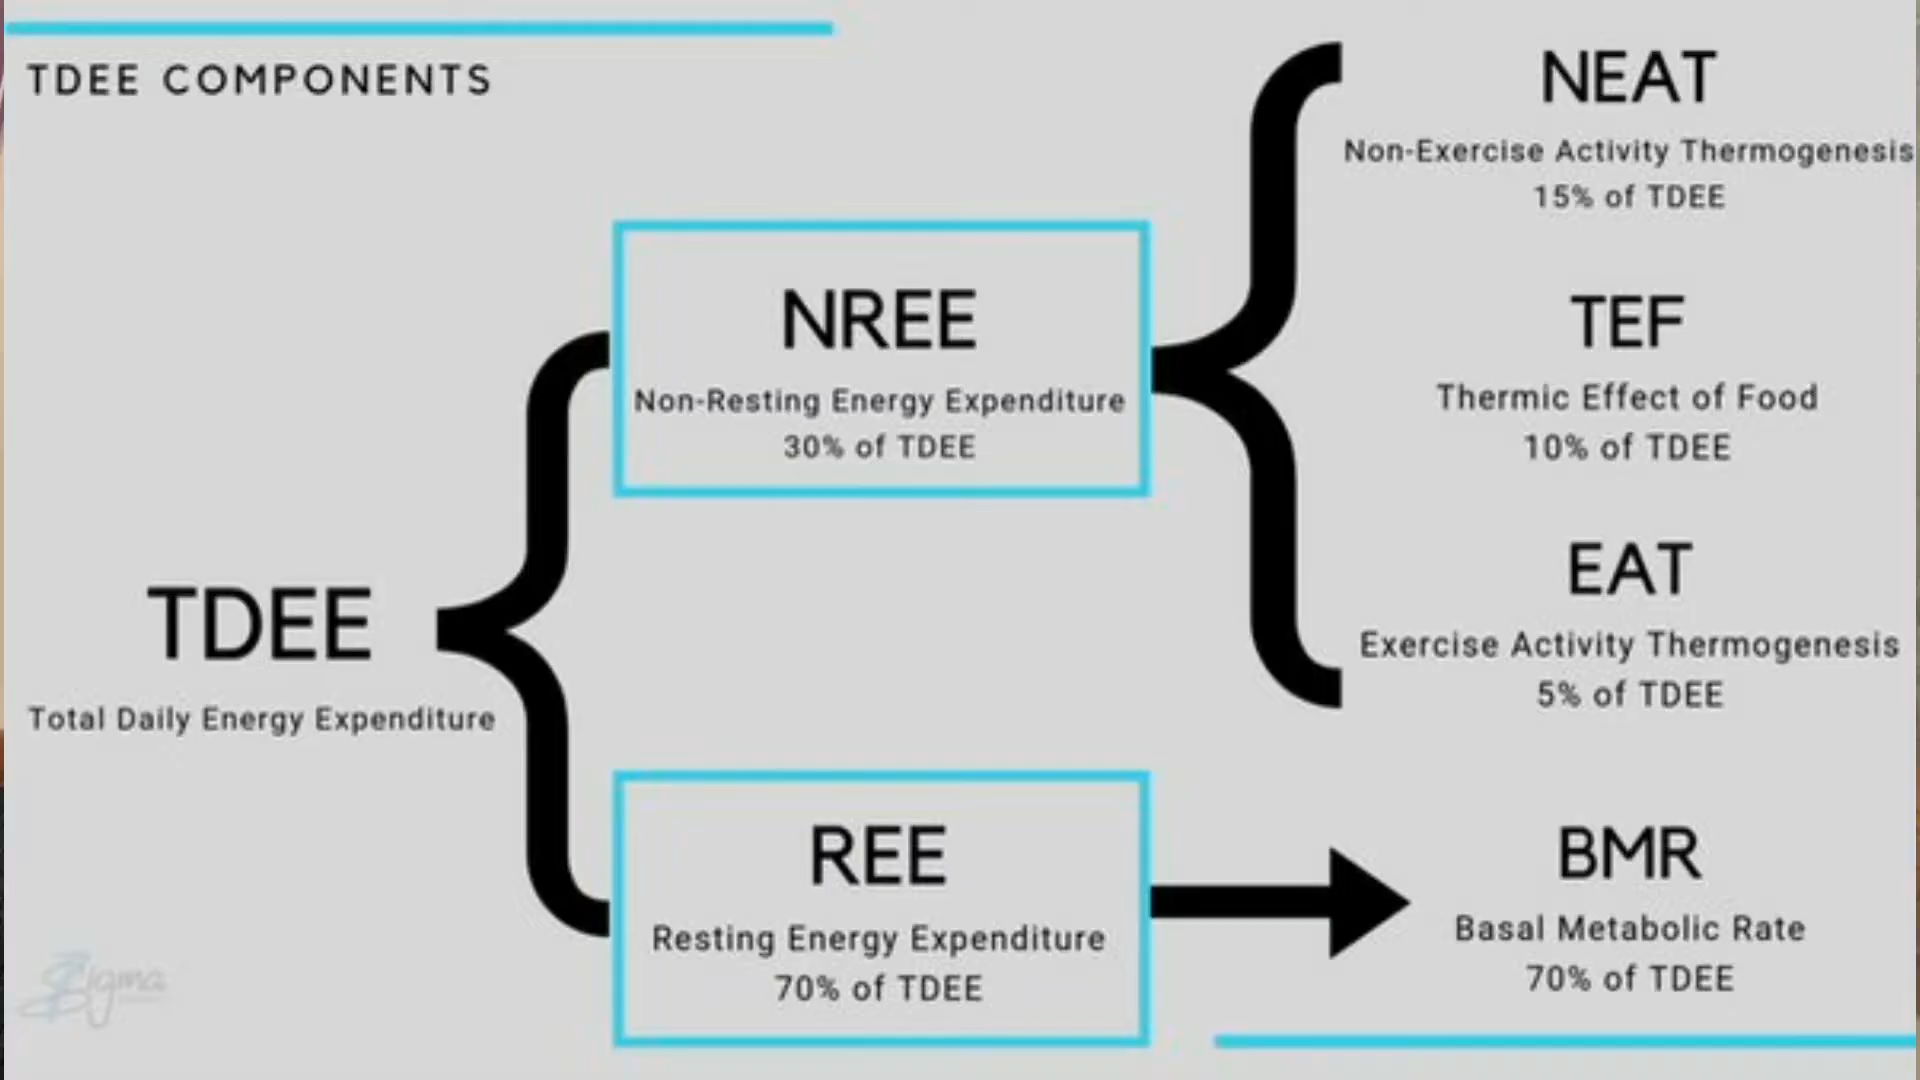 TDEE COMPONENTS
NEAT
Non-Exercise Activity Thermogenesis
15% of TDEE
NREE
Non-Resting Energy Expenditure
30% of TDEE
TEF
Thermic Effect of Food
10% of TDEE
EAT
Exercise Activity Thermogenesis
5% of TDEE
TDEE
Total Daily Energy Expenditure
REE
Resting Energy Expenditure
70% of TDEE
BMR
Basal Metabolic Rate
70% of TDEE
Sigma